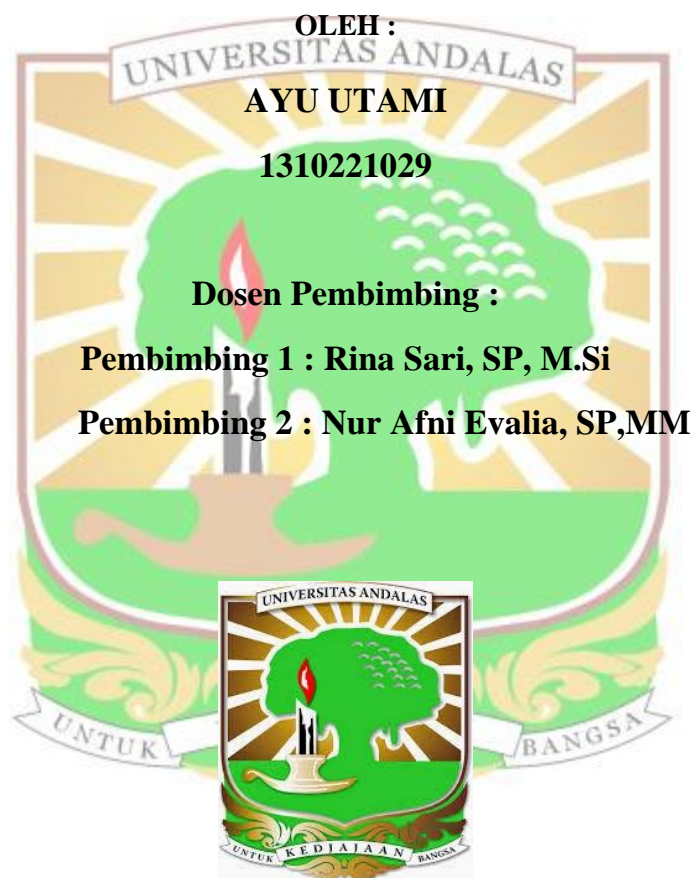 OLEH :
UNIVERSITAS ANDALAS
AYU UTAMI
1310221029
Dosen Pembimbing :
Pembimbing 1 : Rina Sari, SP, M.Si
Pembimbing 2 : Nur Afni Evalia, SP,MM
UNIVERSITAS ANDALAS
UNTUK BANGSA
UNTUK KEDJAJAAN BANGSA